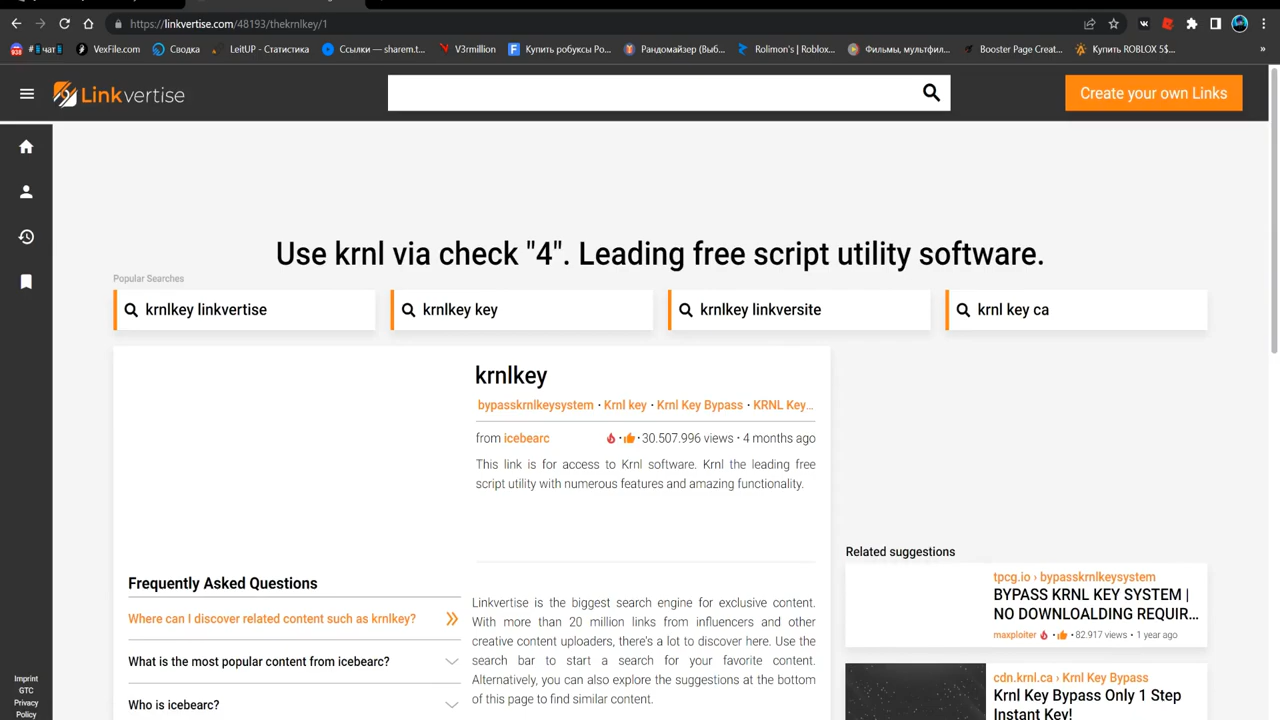 https://linkvertise.com/48193/thekrnlkey/1
чат
VexFile.com
Сводка
LeitUP - Статистика
Ссылки — sharem.t...
V3rmillion
Купить робуксы Ро...
Рандомайзер (Выб...
Rolimon's | Roblox...
Фильмы, мультфил...
Booster Page Creat...
Купить ROBLOX 5$...
Linkvertise
Create your own Links
Use krnl via check "4". Leading free script utility software.
Popular Searches
krnlkey linkvertise
krnlkey key
krnlkey linkversite
krnl key ca
krnlkey
bypasskrnlkeysystem · Krnl key · Krnl Key Bypass · KRNL Key...
from icebearc
30.507.996 views · 4 months ago
This link is for access to Krnl software. Krnl the leading free
script utility with numerous features and amazing functionality.
Frequently Asked Questions
Where can I discover related content such as krnlkey?
What is the most popular content from icebearc?
Who is icebearc?
Linkvertise is the biggest search engine for exclusive content.
With more than 20 million links from influencers and other
creative content uploaders, there's a lot to discover here. Use the
search bar to start a search for your favorite content.
Alternatively, you can also explore the suggestions at the bottom
of this page to find similar content.
Related suggestions
tpcg.io › bypasskrnlkeysystem
BYPASS KRNL KEY SYSTEM |
NO DOWNLOALDING REQUIR...
maxploiter · 82.917 views · 1 year ago
cdn.krnl.ca › Krnl Key Bypass
Krnl Key Bypass Only 1 Step
Instant Key!
Imprint
GTC
Privacy
Policy